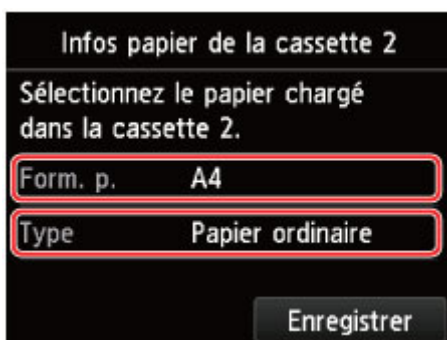 Infos papier de la cassette 2
Sélectionnez le papier chargé
dans la cassette 2.
Form. p. A4
Type Papier ordinaire
Enregistrer